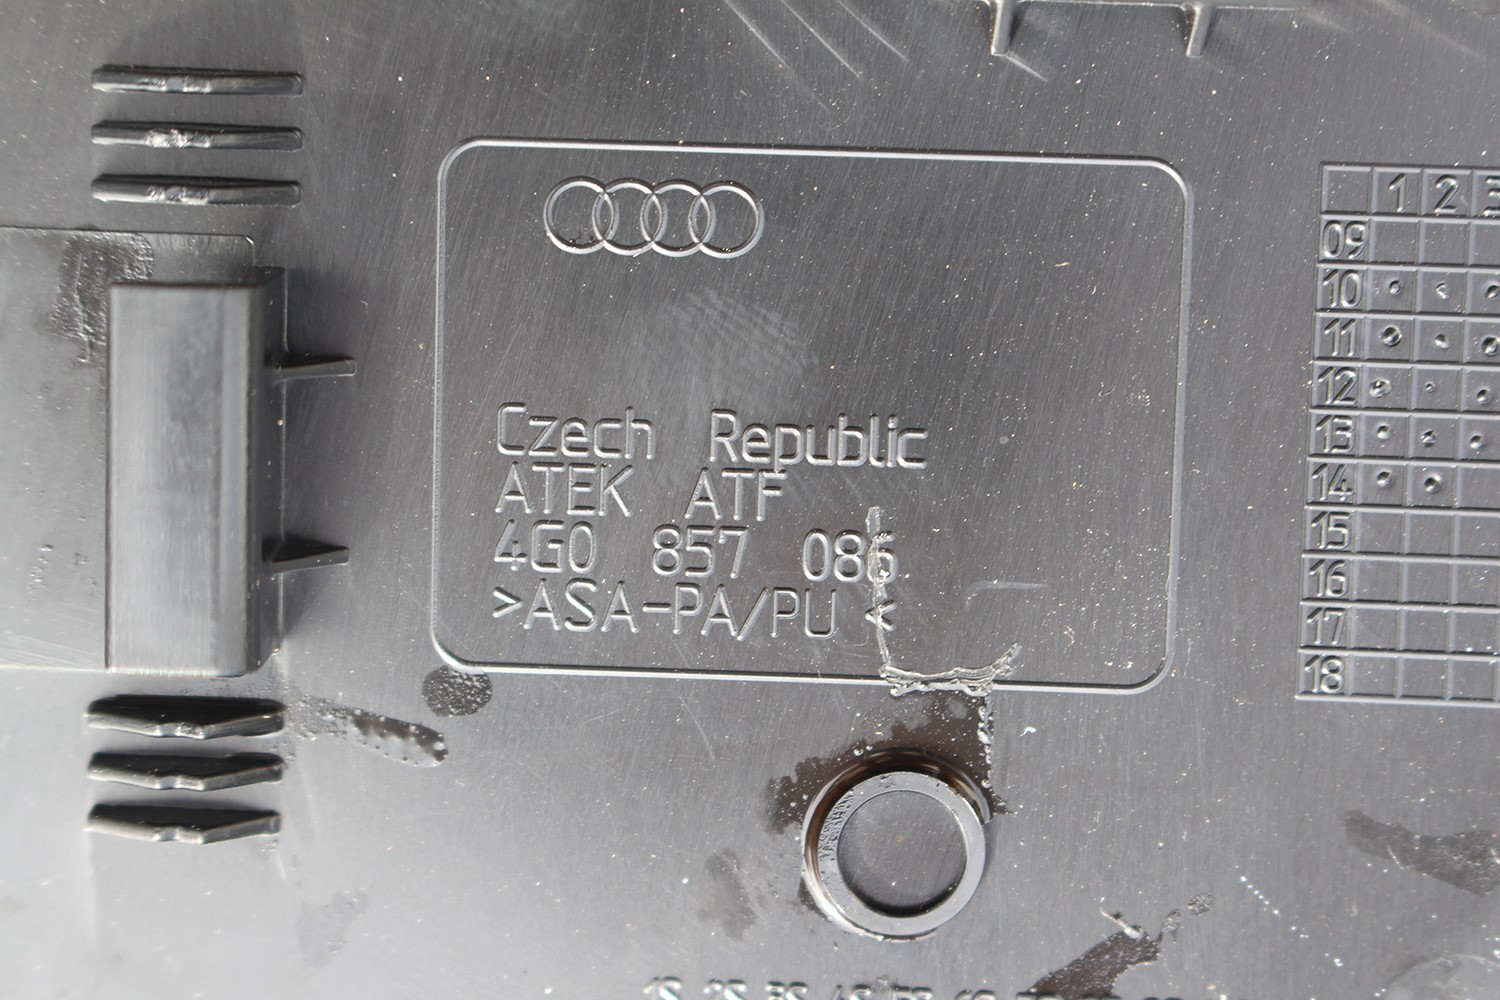 Czech Republic
ATEK ATF
4G0 857 086
>ASA-PA/PU <
1 2 3
09
10
11
12
13
14
15
16
17
18